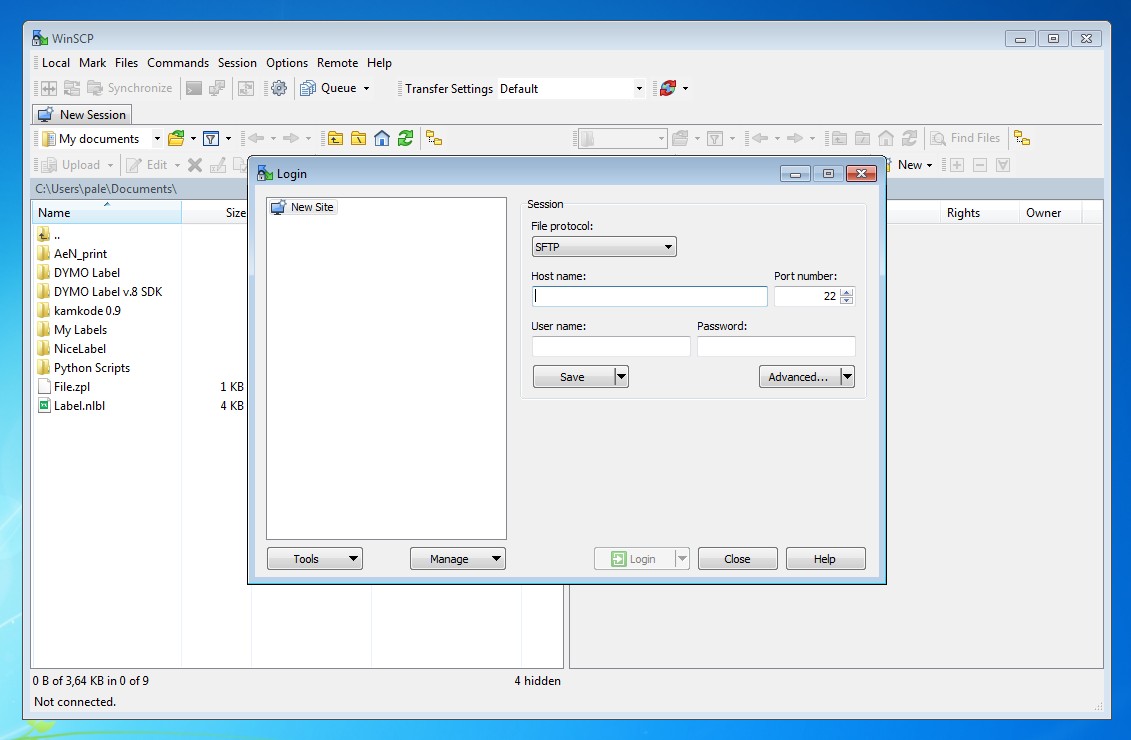 WinSCP
Local Mark Files Commands Session Options Remote Help
Synchronize Queue Transfer Settings Default
New Session
My documents Find Files
Upload Edit New
C:\Users\pale\Documents\
Name Size Rights Owner
..
AeN_print
DYMO Label
DYMO Label v.8 SDK
kamkode 0.9
My Labels
NiceLabel
Python Scripts
File.zpl 1 KB
Label.nlbl 4 KB
Login
New Site
Session
File protocol:
SFTP
Host name: Port number:
22
User name: Password:
Save Advanced...
Tools Manage Login Close Help
0 B of 3,64 KB in 0 of 9 4 hidden
Not connected.